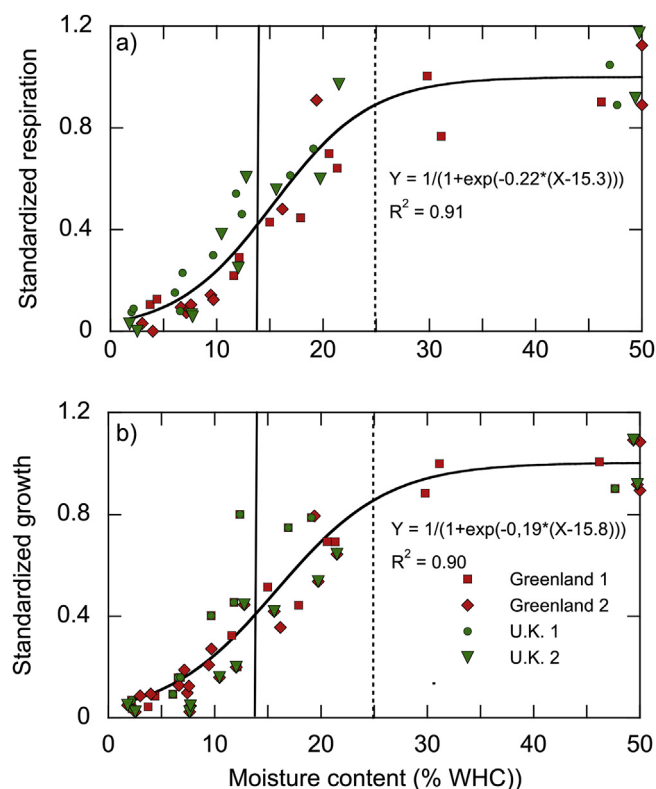 a)
Standardized respiration
1.2
0.8
0.4
0
Y = 1/(1+exp(-0.22*(X-15.3)))
R² = 0.91
0 10 20 30 40 50
b)
Standardized growth
1.2
0.8
0.4
0
Y = 1/(1+exp(-0,19*(X-15.8)))
R² = 0.90
Greenland 1
Greenland 2
U.K. 1
U.K. 2
0 10 20 30 40 50
Moisture content (% WHC))